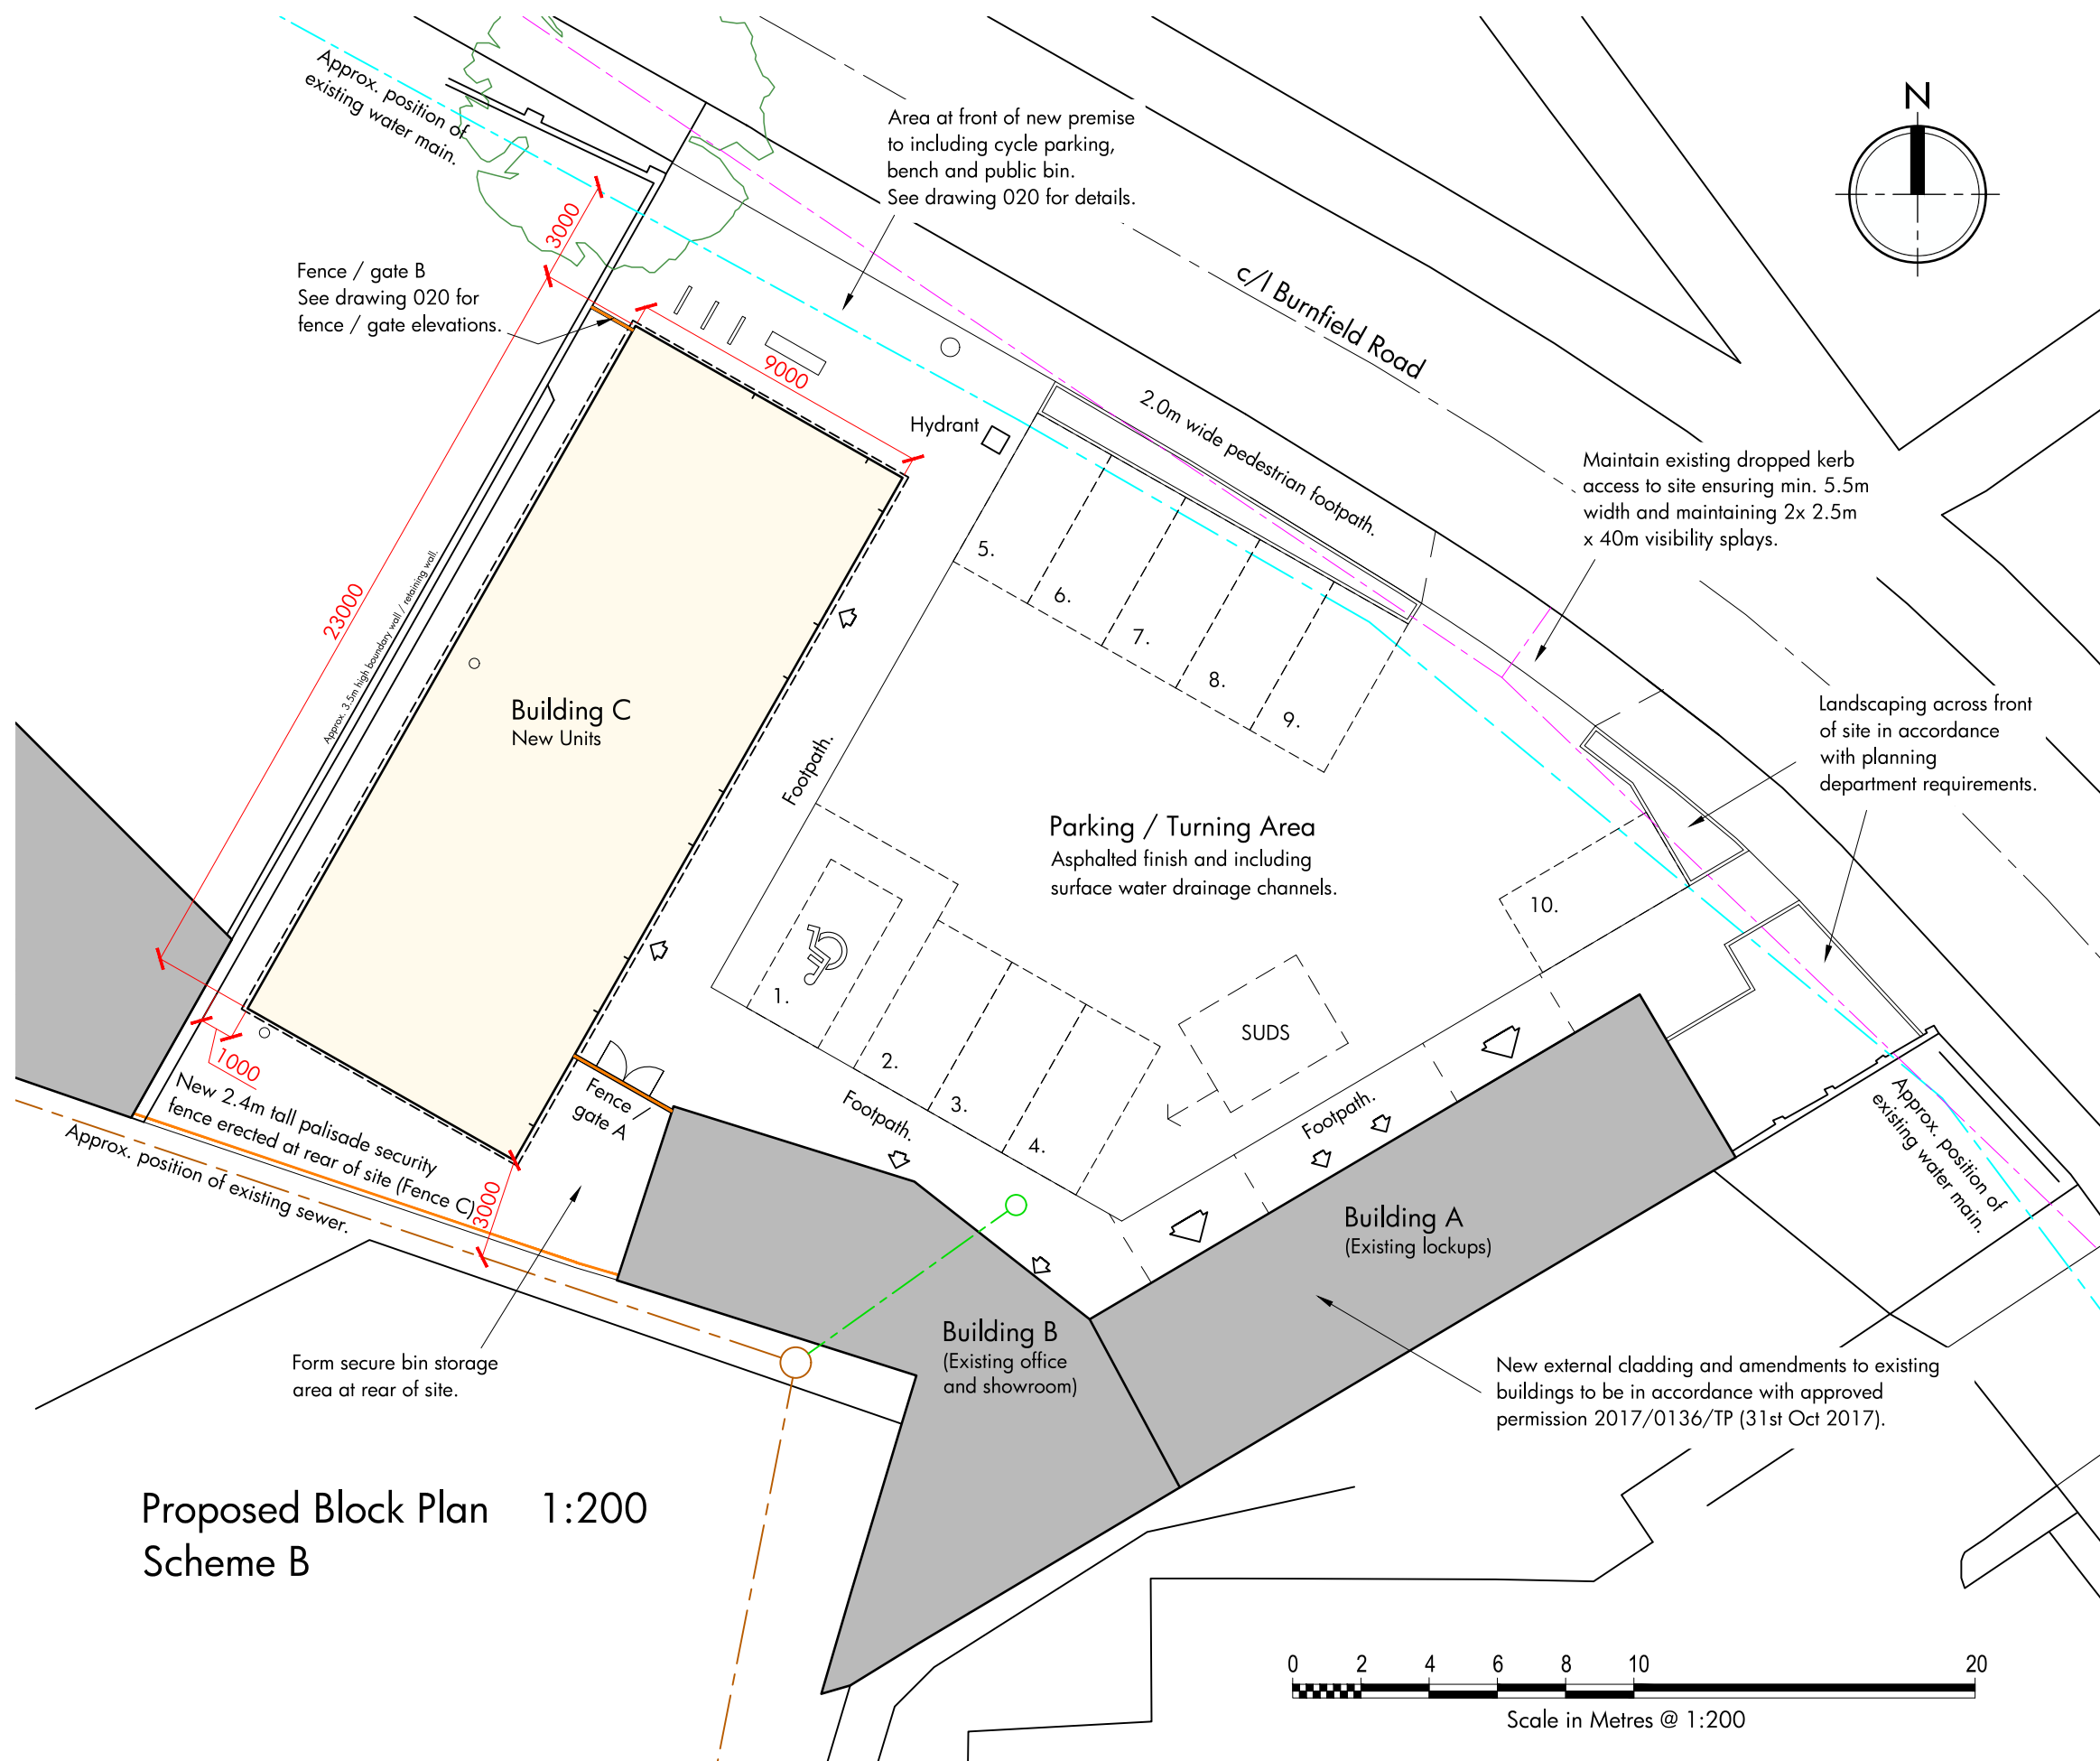 N
Approx. position of
existing water main.
Area at front of new premise
to including cycle parking,
bench and public bin.
See drawing 020 for details.
3000
Fence / gate B
See drawing 020 for
fence / gate elevations.
c/l Burnfield Road
9000
2.0m wide pedestrian footpath.
Hydrant
Maintain existing dropped kerb
access to site ensuring min. 5.5m
width and maintaining 2x 2.5m
x 40m visibility splays.
5.
6.
7.
8.
9.
23000
Approx. 3.5m high boundary wall / retaining wall.
Building C
New Units
Footpath.
Landscaping across front
of site in accordance
with planning
department requirements.
Parking / Turning Area
Asphalted finish and including
surface water drainage channels.
10.
1.
2.
3.
4.
SUDS
1000
New 2.4m tall palisade security
fence erected at rear of site (Fence C)
Approx. position of existing sewer.
3000
Fence /
gate A
Footpath.
Footpath.
Approx. position of
existing water main.
Building A
(Existing lockups)
Building B
(Existing office
and showroom)
Form secure bin storage
area at rear of site.
New external cladding and amendments to existing
buildings to be in accordance with approved
permission 2017/0136/TP (31st Oct 2017).
Proposed Block Plan 1:200
Scheme B
0 2 4 6 8 10 20
Scale in Metres @ 1:200